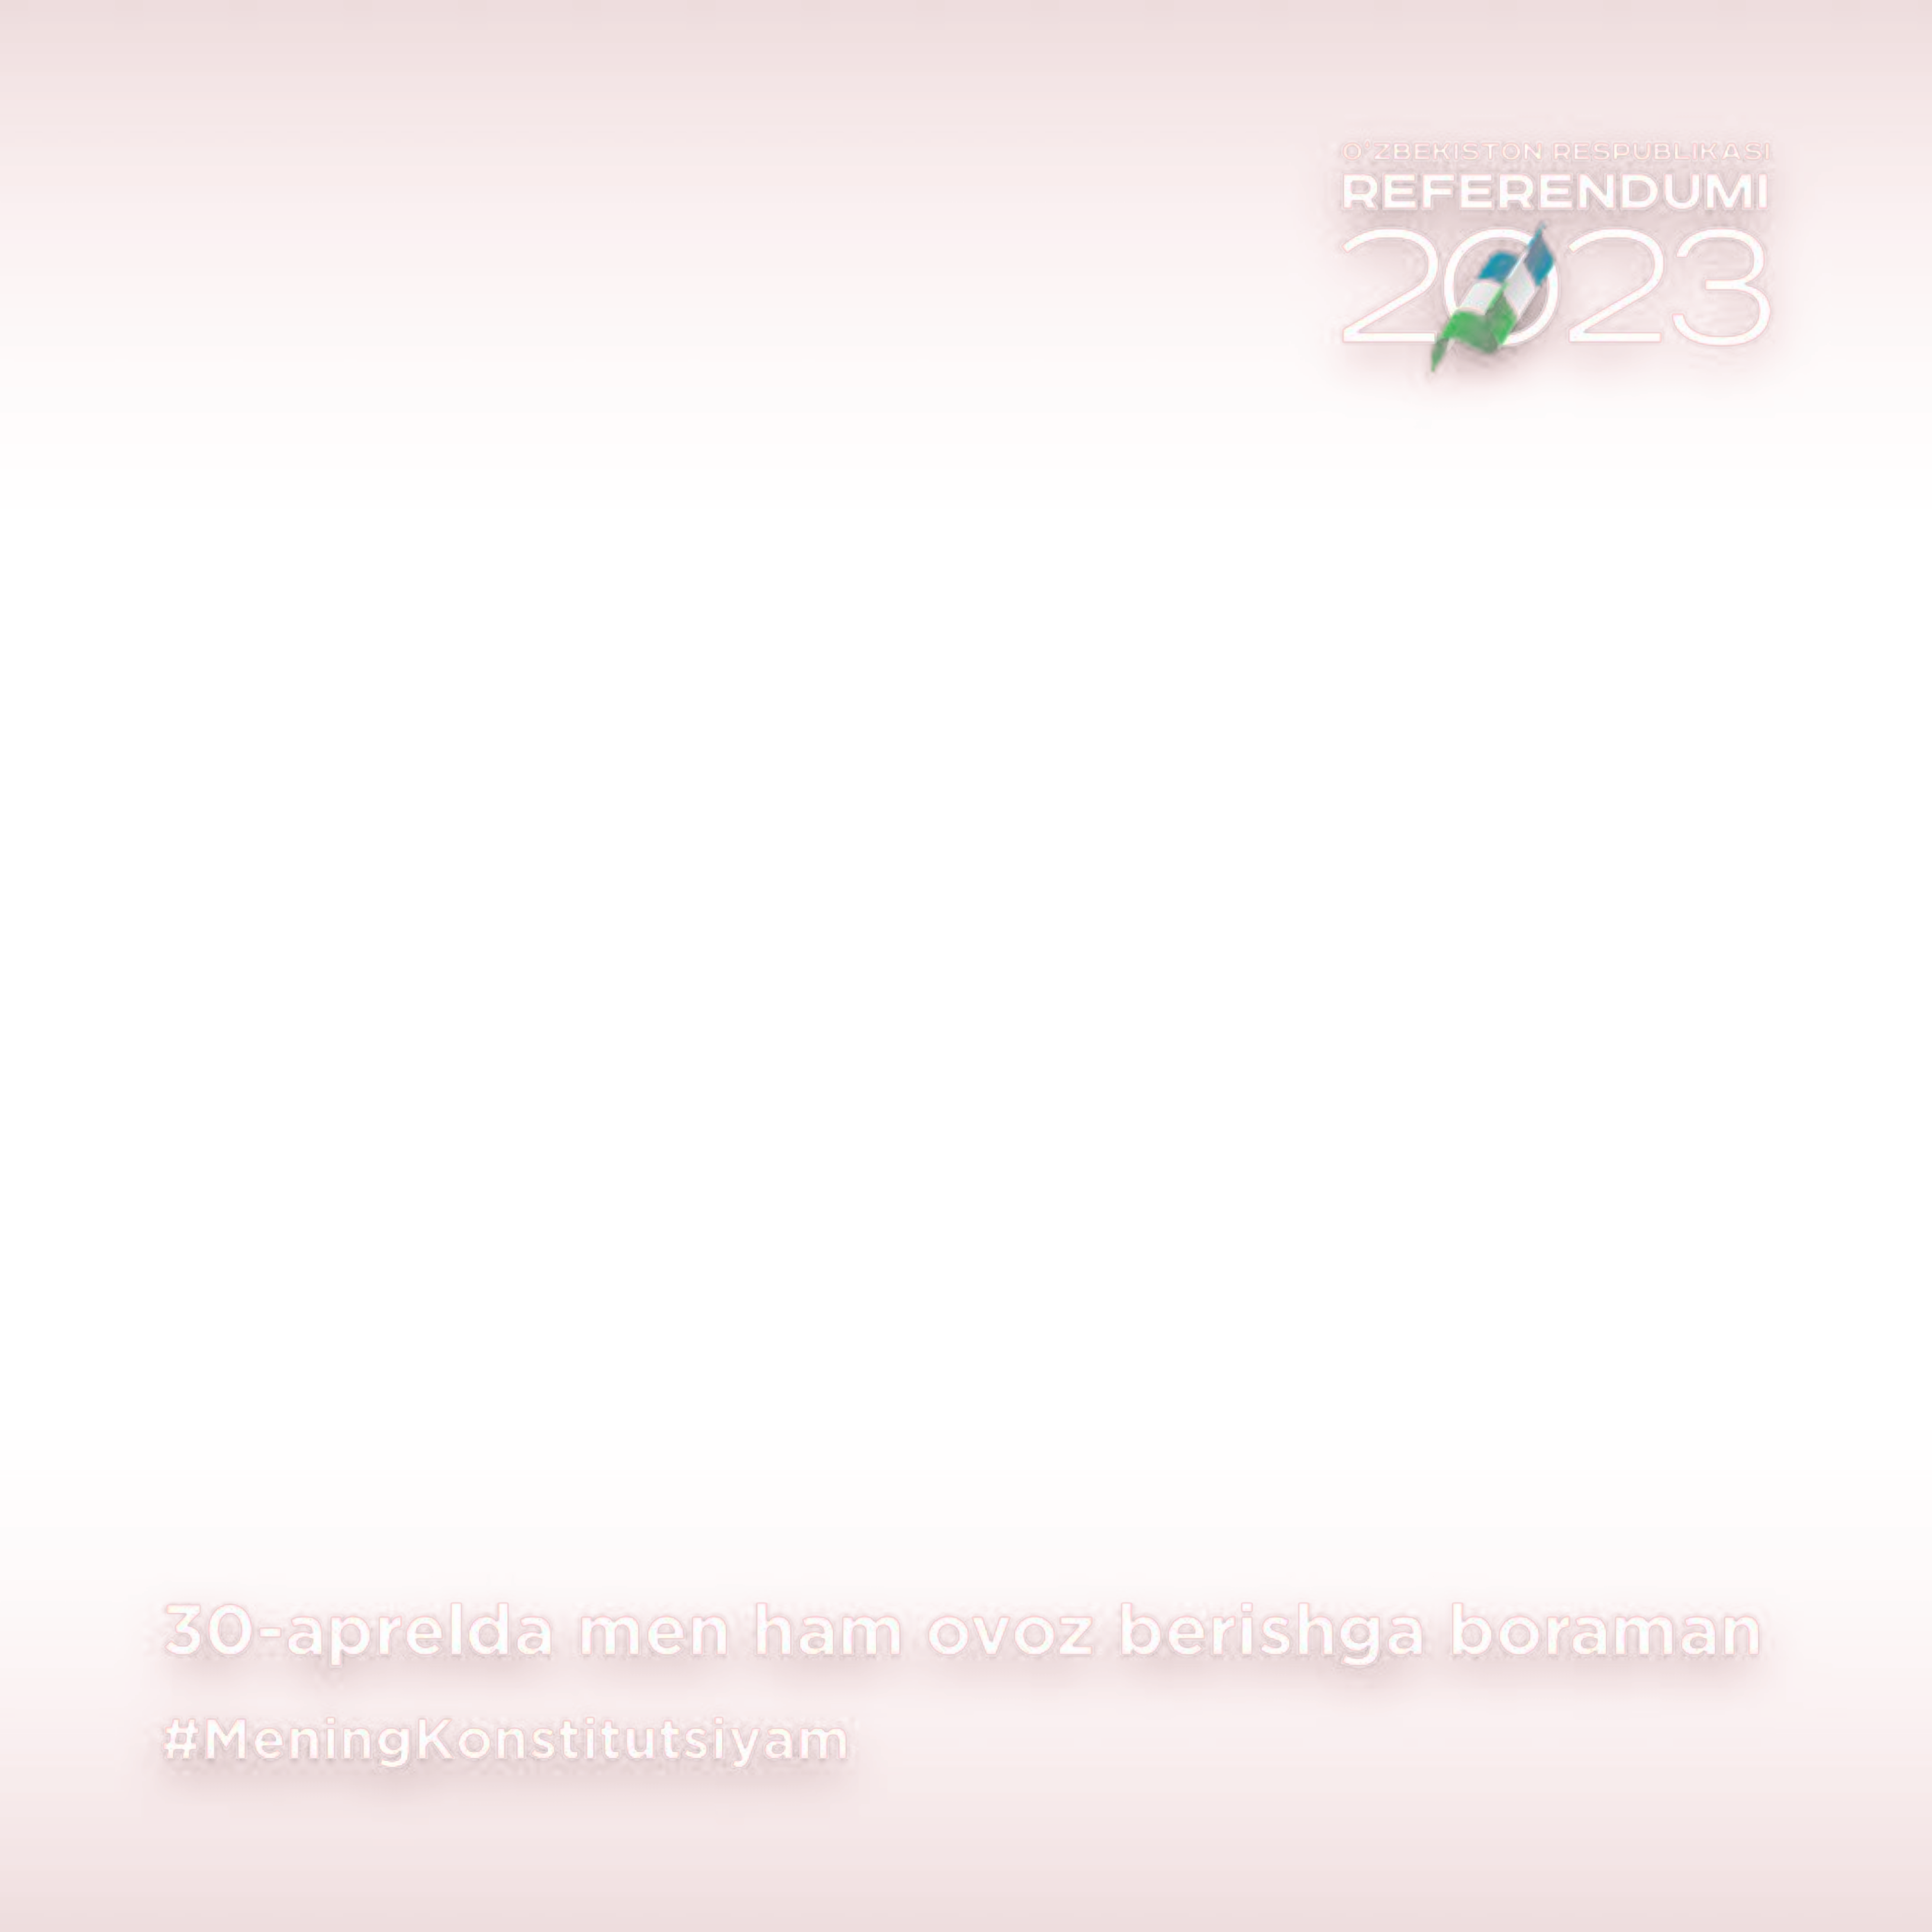 O'ZBEKISTON RESPUBLIKASI
REFERENDUMI
2023
30-aprelda men ham ovoz berishga boraman
#MeningKonstitutsiyam